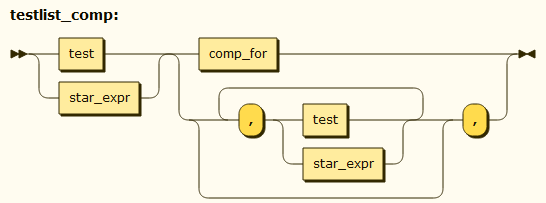 testlist_comp:
test comp_for
star_expr
, test ,
star_expr